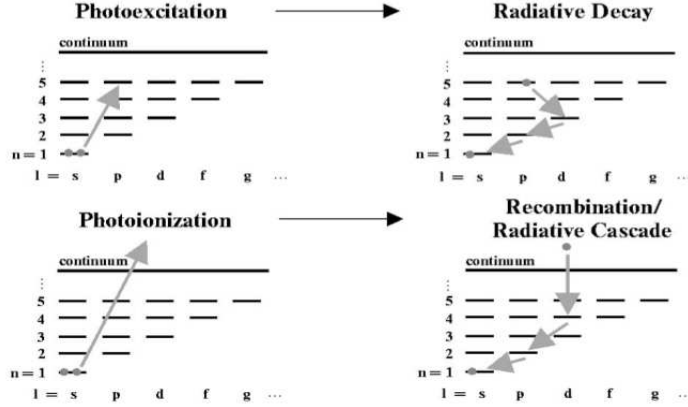 Photoexcitation
Radiative Decay
continuum
⋮
5
4
3
2
n = 1
l = s p d f g ...
continuum
⋮
5
4
3
2
n = 1
l = s p d f g ...
Photoionization
Recombination/
Radiative Cascade
continuum
⋮
5
4
3
2
n = 1
l = s p d f g ...
continuum
⋮
5
4
3
2
n = 1
l = s p d f g ...